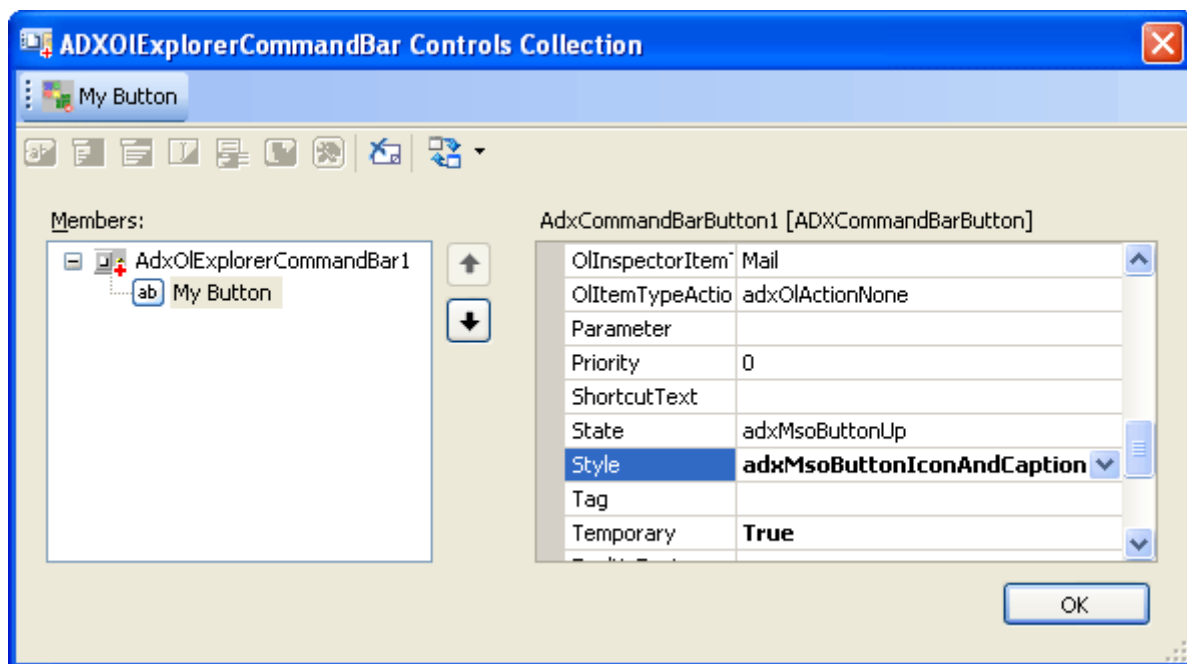 ADXOlExplorerCommandBar Controls Collection
My Button
Members:
AdxOlExplorerCommandBar1
ab My Button
AdxCommandBarButton1 [ADXCommandBarButton]
OlInspectorItem Mail
OlItemTypeActio adxOlActionNone
Parameter
Priority 0
ShortcutText
State adxMsoButtonUp
Style adxMsoButtonIconAndCaption
Tag
Temporary True
OK